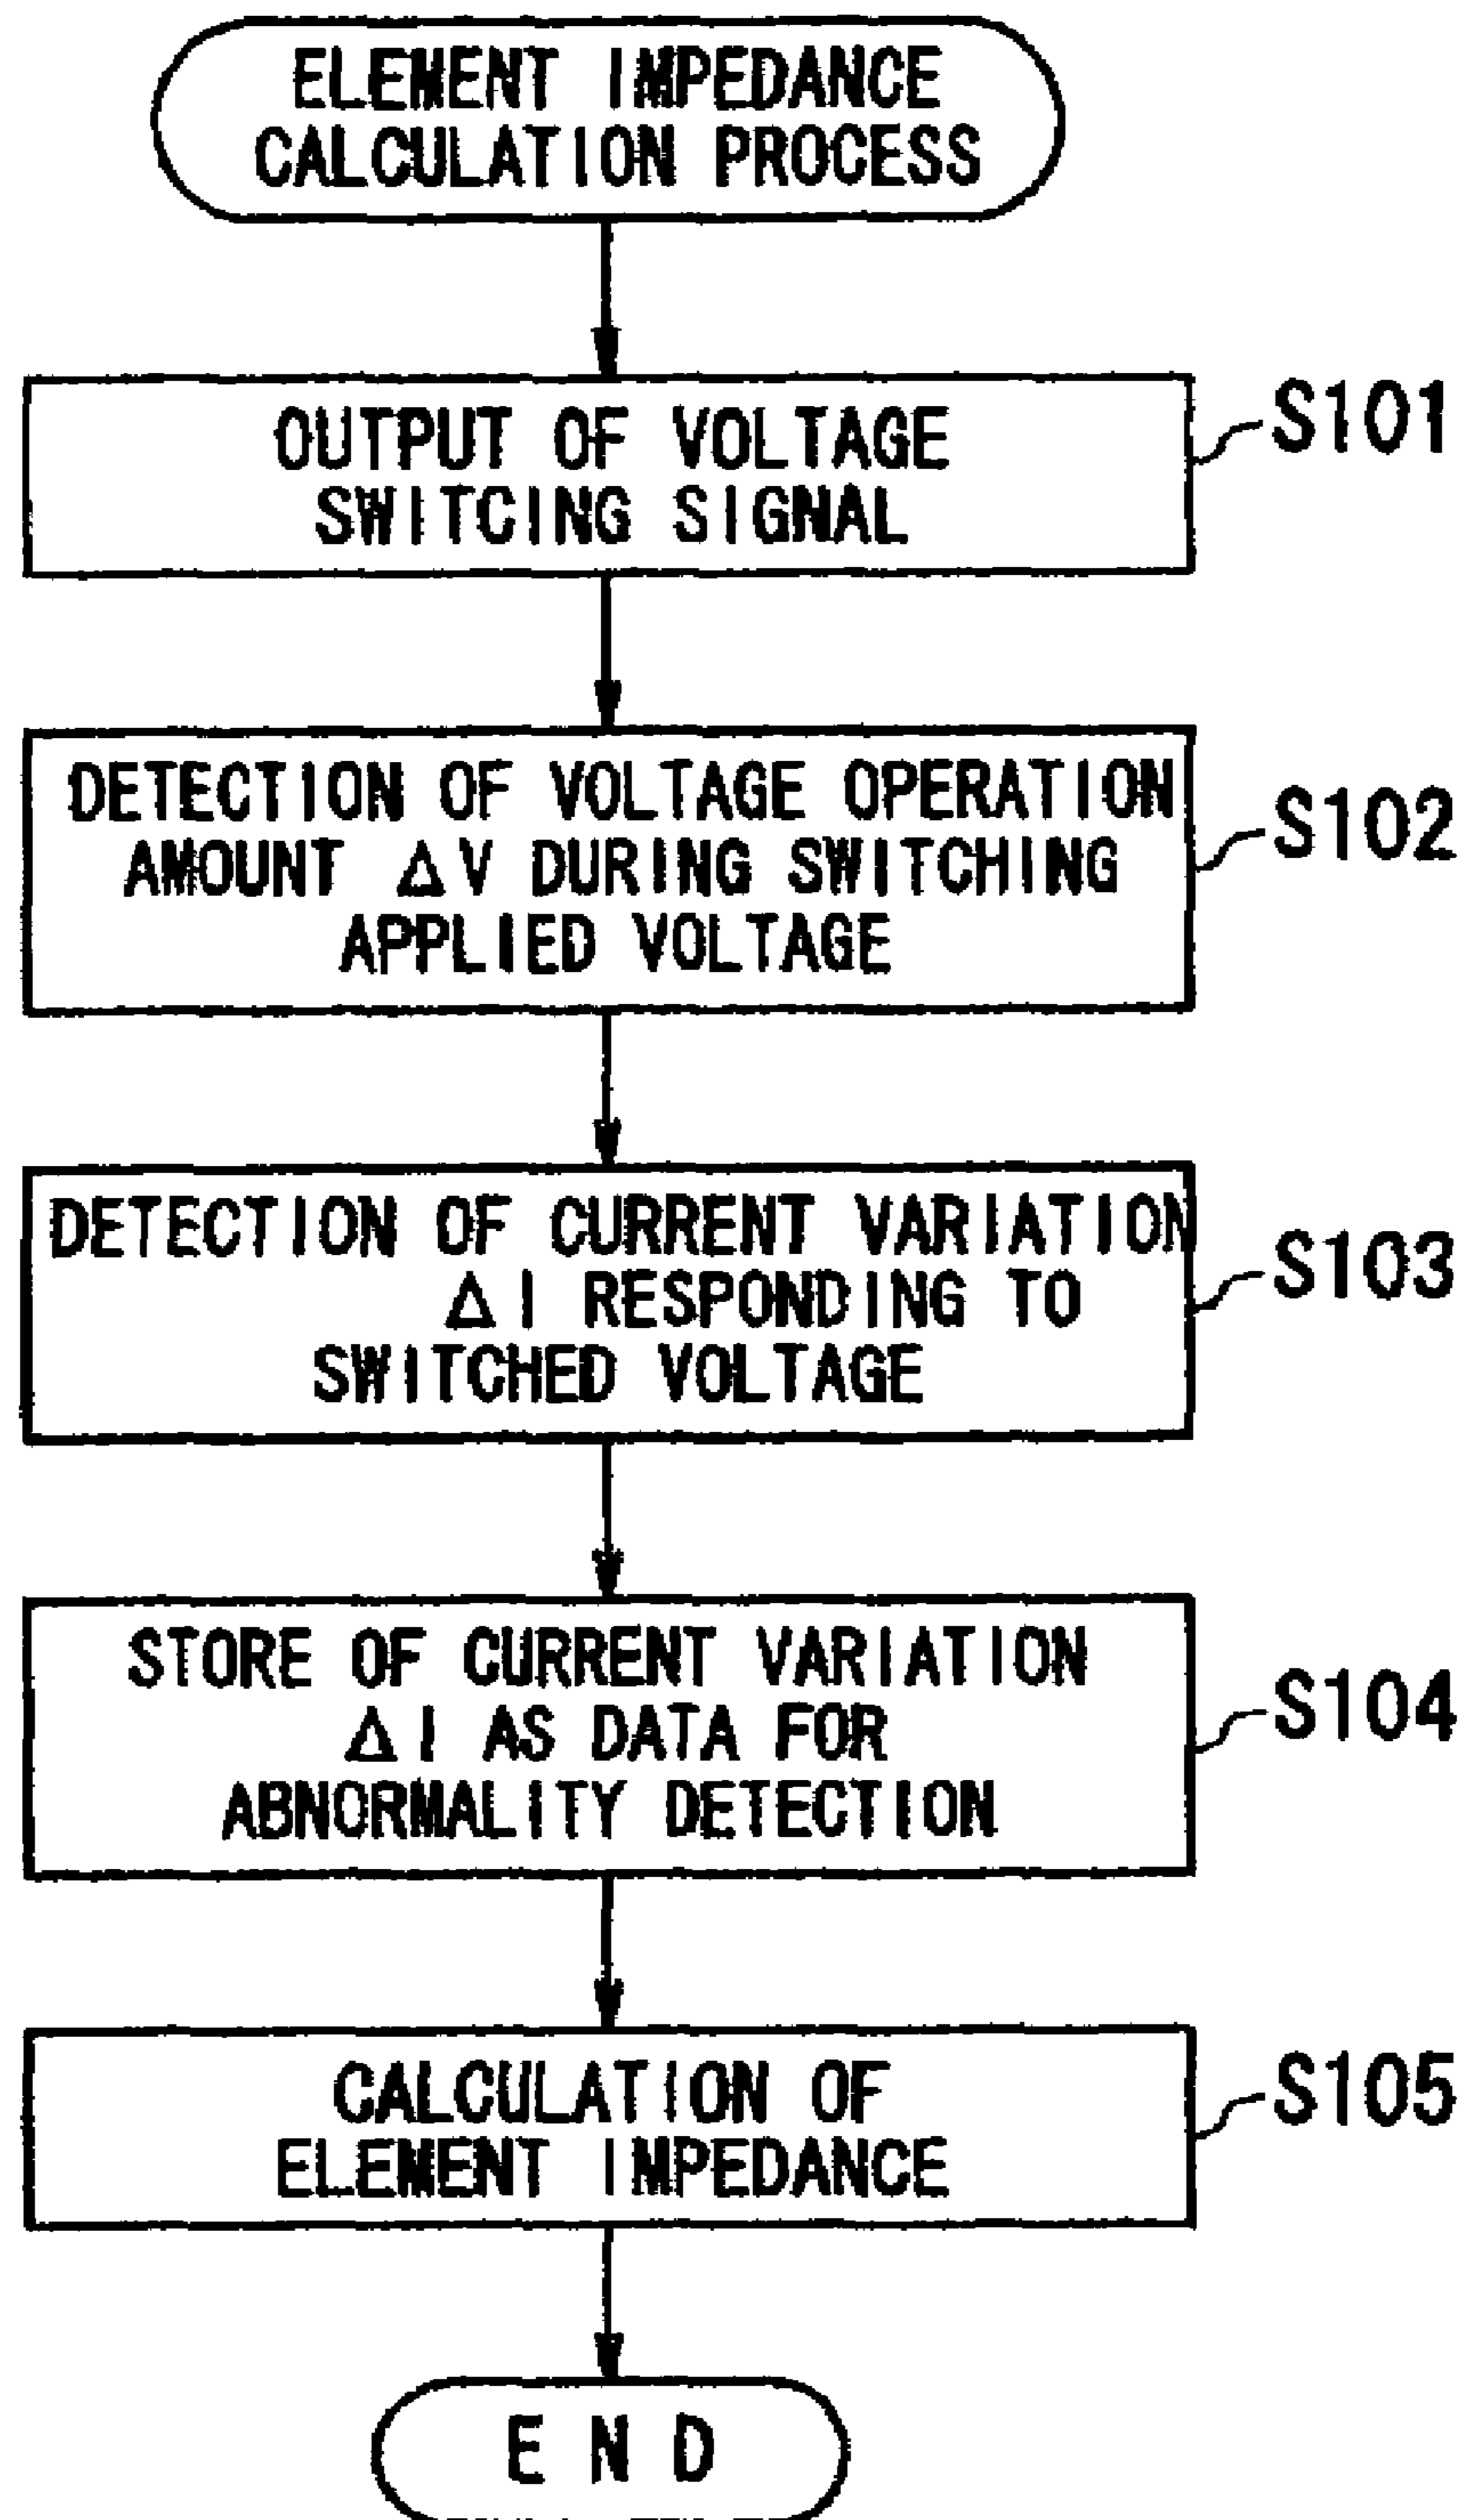 ELEMENT IMPEDANCE
CALCULATION PROCESS
OUTPUT OF VOLTAGE
SWITCING SIGNAL
S101
DETECTION OF VOLTAGE OPERATION
AMOUNT ΔV DURING SWITCHING
APPLIED VOLTAGE
S102
DETECTION OF CURRENT VARIATION
ΔI RESPONDING TO
SWITCHED VOLTAGE
S103
STORE OF CURRENT VARIATION
ΔI AS DATA FOR
ABNORMALITY DETECTION
S104
CALCULATION OF
ELEMENT IMPEDANCE
S105
END